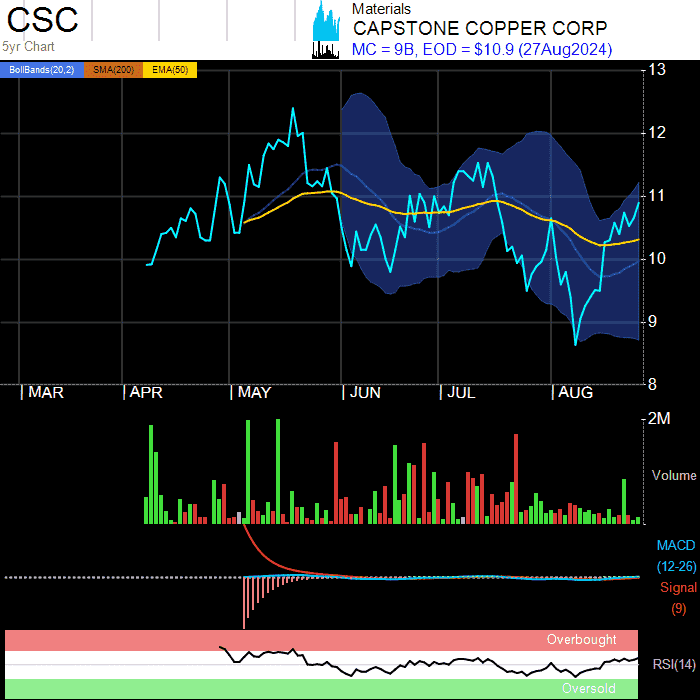 CSC
5yr Chart
Materials
CAPSTONE COPPER CORP
MC = 9B, EOD = $10.9 (27Aug2024)
BollBands(20,2) SMA(200) EMA(50)
13
12
11
10
9
8
MAR APR MAY JUN JUL AUG
2M
Volume
MACD
(12-26)
Signal
(9)
Overbought
RSI(14)
Oversold